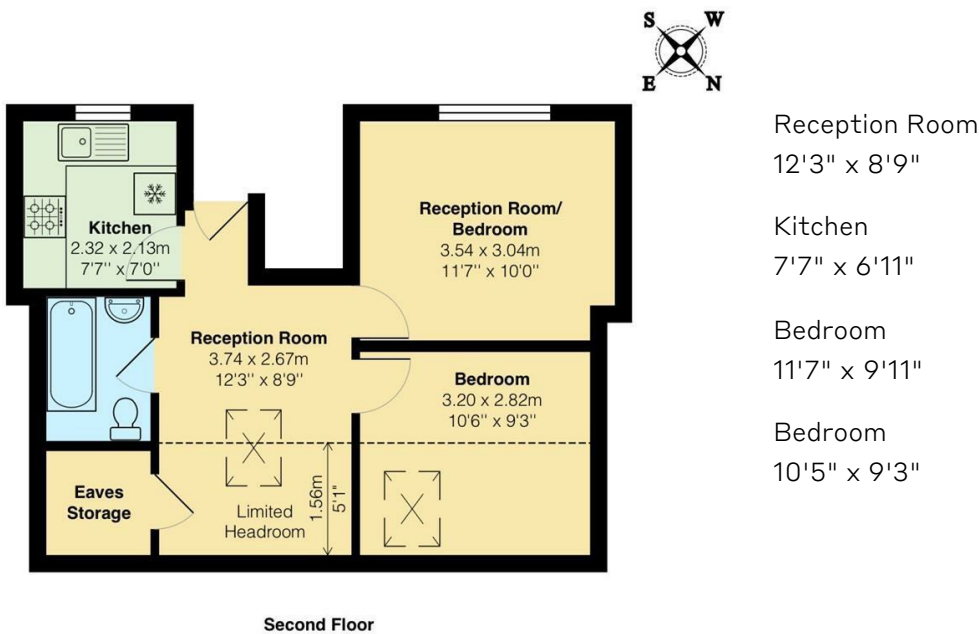 S W
E N
Kitchen
2.32 x 2.13m
7'7" x 7'0"
Reception Room/
Bedroom
3.54 x 3.04m
11'7" x 10'0"
Reception Room
3.74 x 2.67m
12'3'' x 8'9''
Bedroom
3.20 x 2.82m
10'6" x 9'3"
Eaves
Storage
Limited
Headroom
1.56m
5'1"
Second Floor
Reception Room
12'3" x 8'9"
Kitchen
7'7" x 6'11"
Bedroom
11'7" x 9'11"
Bedroom
10'5" x 9'3"